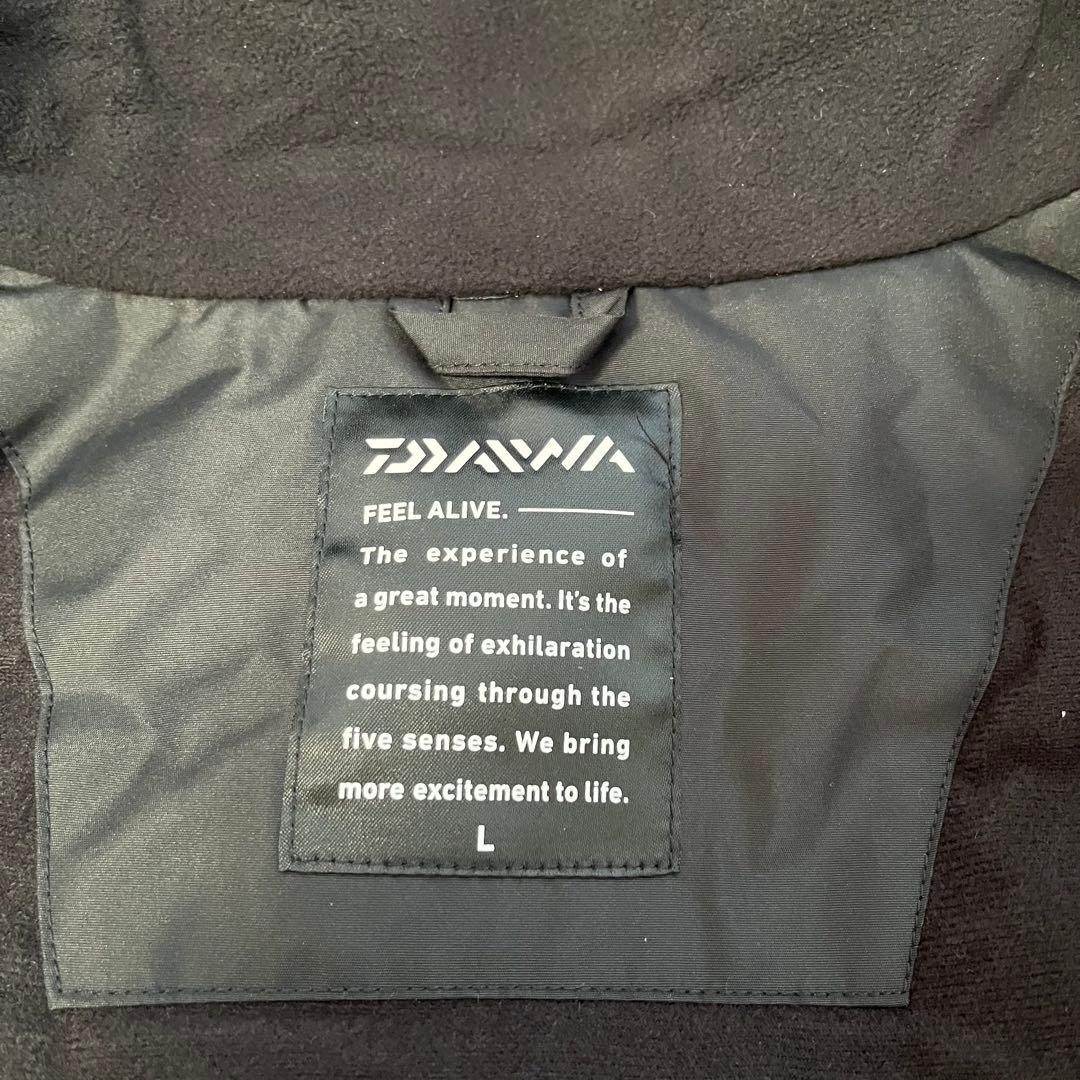 DAIWA
FEEL ALIVE.
The experience of
a great moment. It's the
feeling of exhilaration
coursing through the
five senses. We bring
more excitement to life.
L